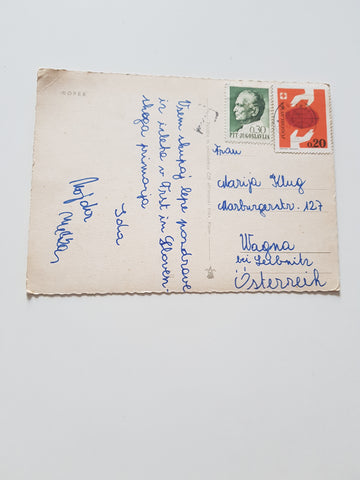 KOPER
Vsem skupaj lepe pozdrave
iz izleta v Trst in Sloven-
skega primorja
Ida
PTT JUGOSLAVIJA
0.30
0.20
Frau
Marija Klug
Marburgerstr. 127
Wagna
bei Leibnitz
Österreich